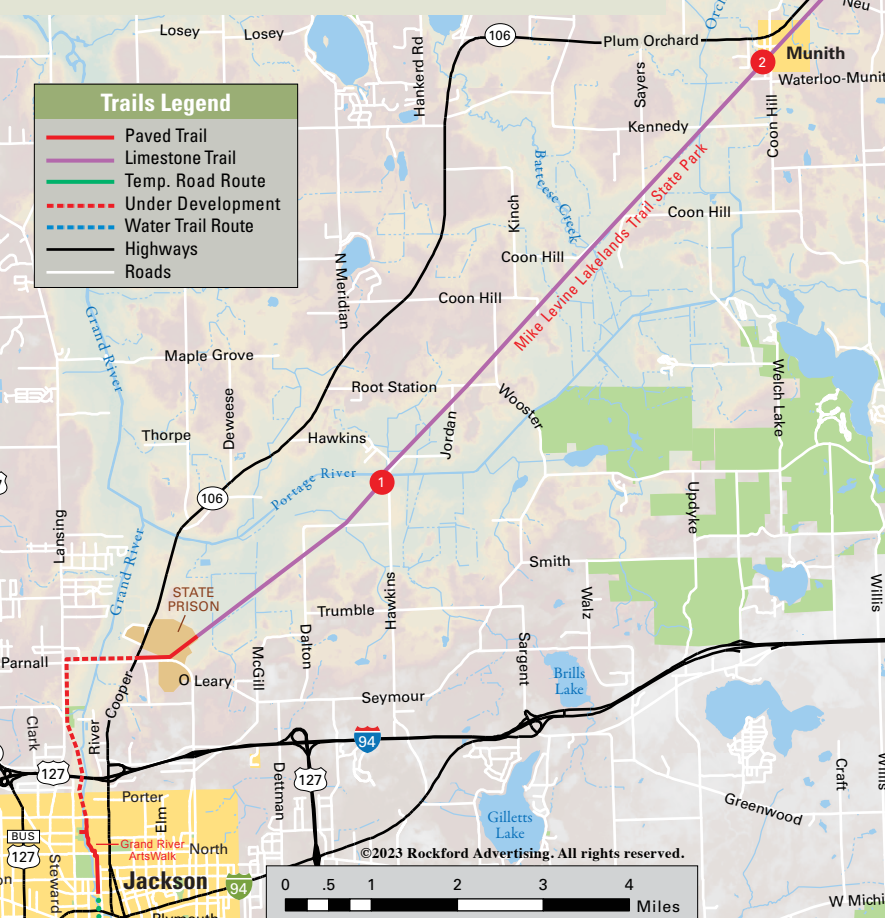 Losey
Losey
Hankerd Rd
106
Plum Orchard
Neu
Munith
2
Waterloo-Munit
Sayers
Coon Hill
Kennedy
Trails Legend
Paved Trail
Limestone Trail
Temp. Road Route
Under Development
Water Trail Route
Highways
Roads
Batteese Creek
Mike Levine Lakelands Trail State Park
Kinch
Coon Hill
Coon Hill
Coon Hill
N Meridian
Grand River
Maple Grove
Root Station
Deweese
Wooster
Welch Lake
Thorpe
Hawkins
Jordan
Portage River
1
106
Updyke
Lansing
Grand River
Smith
STATE
PRISON
Trumble
Hawkins
Walz
Willis
Parnall
O Leary
McGill
Dalton
Seymour
Sargent
Brills
Lake
Cooper
River
Clark
94
127
127
Dettman
Craft
Willis
Porter
Elm
Greenwood
Gilletts
Lake
BUS
127
Grand River
ArtsWalk
North
©2023 Rockford Advertising. All rights reserved.
Steward
Jackson
94
0 .5 1 2 3 4
Miles
W Michi
Plymouth